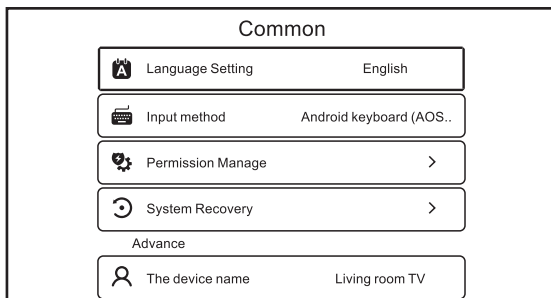 Common
Language Setting English
Input method Android keyboard (AOS..
Permission Manage >
System Recovery >
Advance
The device name Living room TV